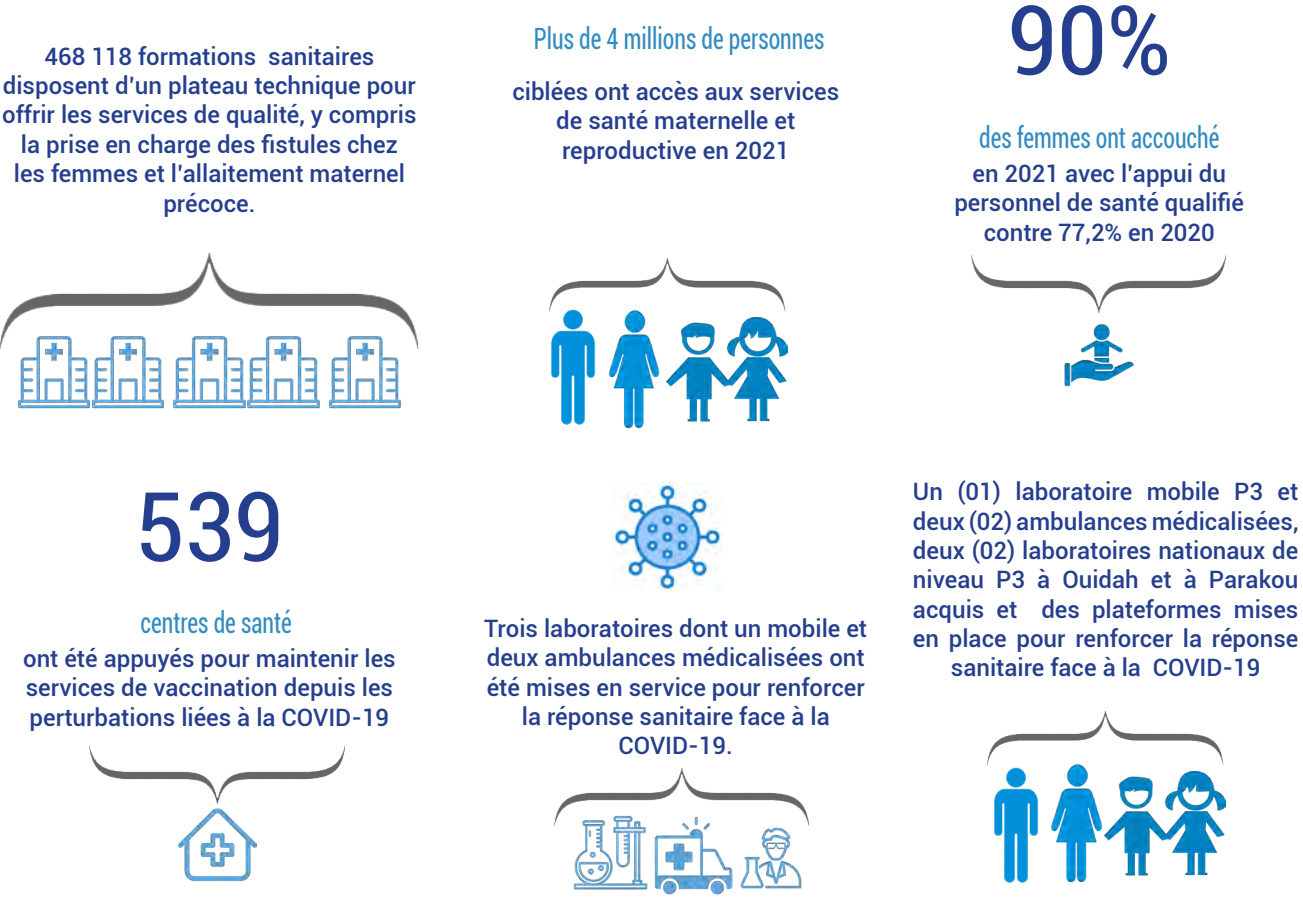 468 118 formations sanitaires
disposent d'un plateau technique pour
offrir les services de qualité, y compris
la prise en charge des fistules chez
les femmes et l'allaitement maternel
précoce.
Plus de 4 millions de personnes
ciblées ont accès aux services
de santé maternelle et
reproductive en 2021
90%
des femmes ont accouché
en 2021 avec l'appui du
personnel de santé qualifié
contre 77,2% en 2020
539
centres de santé
ont été appuyés pour maintenir les
services de vaccination depuis les
perturbations liées à la COVID-19
Trois laboratoires dont un mobile et
deux ambulances médicalisées ont
été mises en service pour renforcer
la réponse sanitaire face à la
COVID-19.
Un (01) laboratoire mobile P3 et
deux (02) ambulances médicalisées,
deux (02) laboratoires nationaux de
niveau P3 à Ouidah et à Parakou
acquis et des plateformes mises
en place pour renforcer la réponse
sanitaire face à la COVID-19